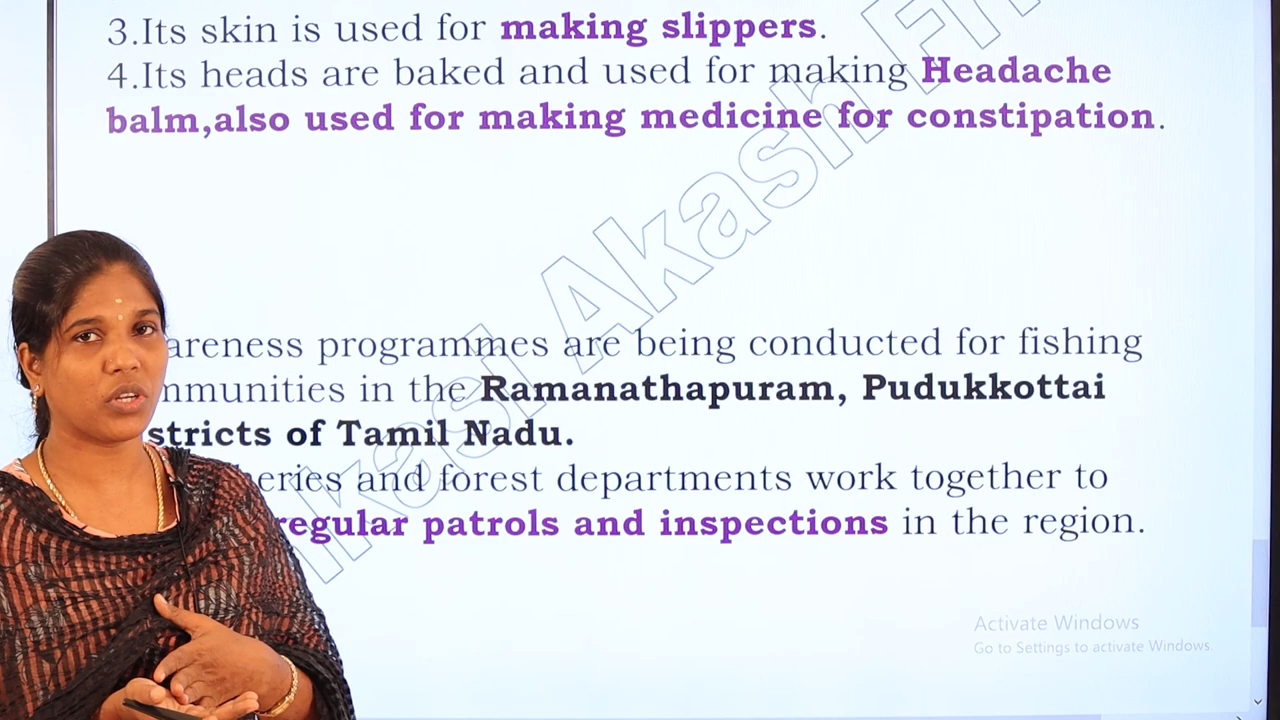 3.Its skin is used for making slippers.
4.Its heads are baked and used for making Headache
balm,also used for making medicine for constipation.
areness programmes are being conducted for fishing
mmunities in the Ramanathapuram, Pudukkottai
stricts of Tamil Nadu.
eries and forest departments work together to
regular patrols and inspections in the region.
Akash
Activate Windows
Go to Settings to activate Windows.